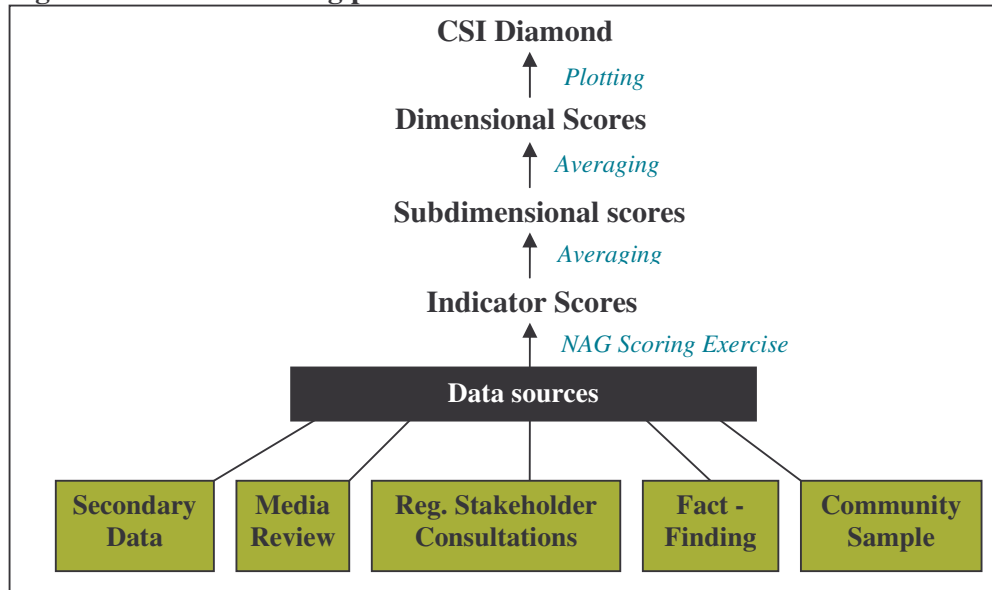 CSI Diamond
Plotting
Dimensional Scores
Averaging
Subdimensional scores
Averaging
Indicator Scores
NAG Scoring Exercise
Data sources
Secondary
Data
Media
Review
Reg. Stakeholder
Consultations
Fact -
Finding
Community
Sample